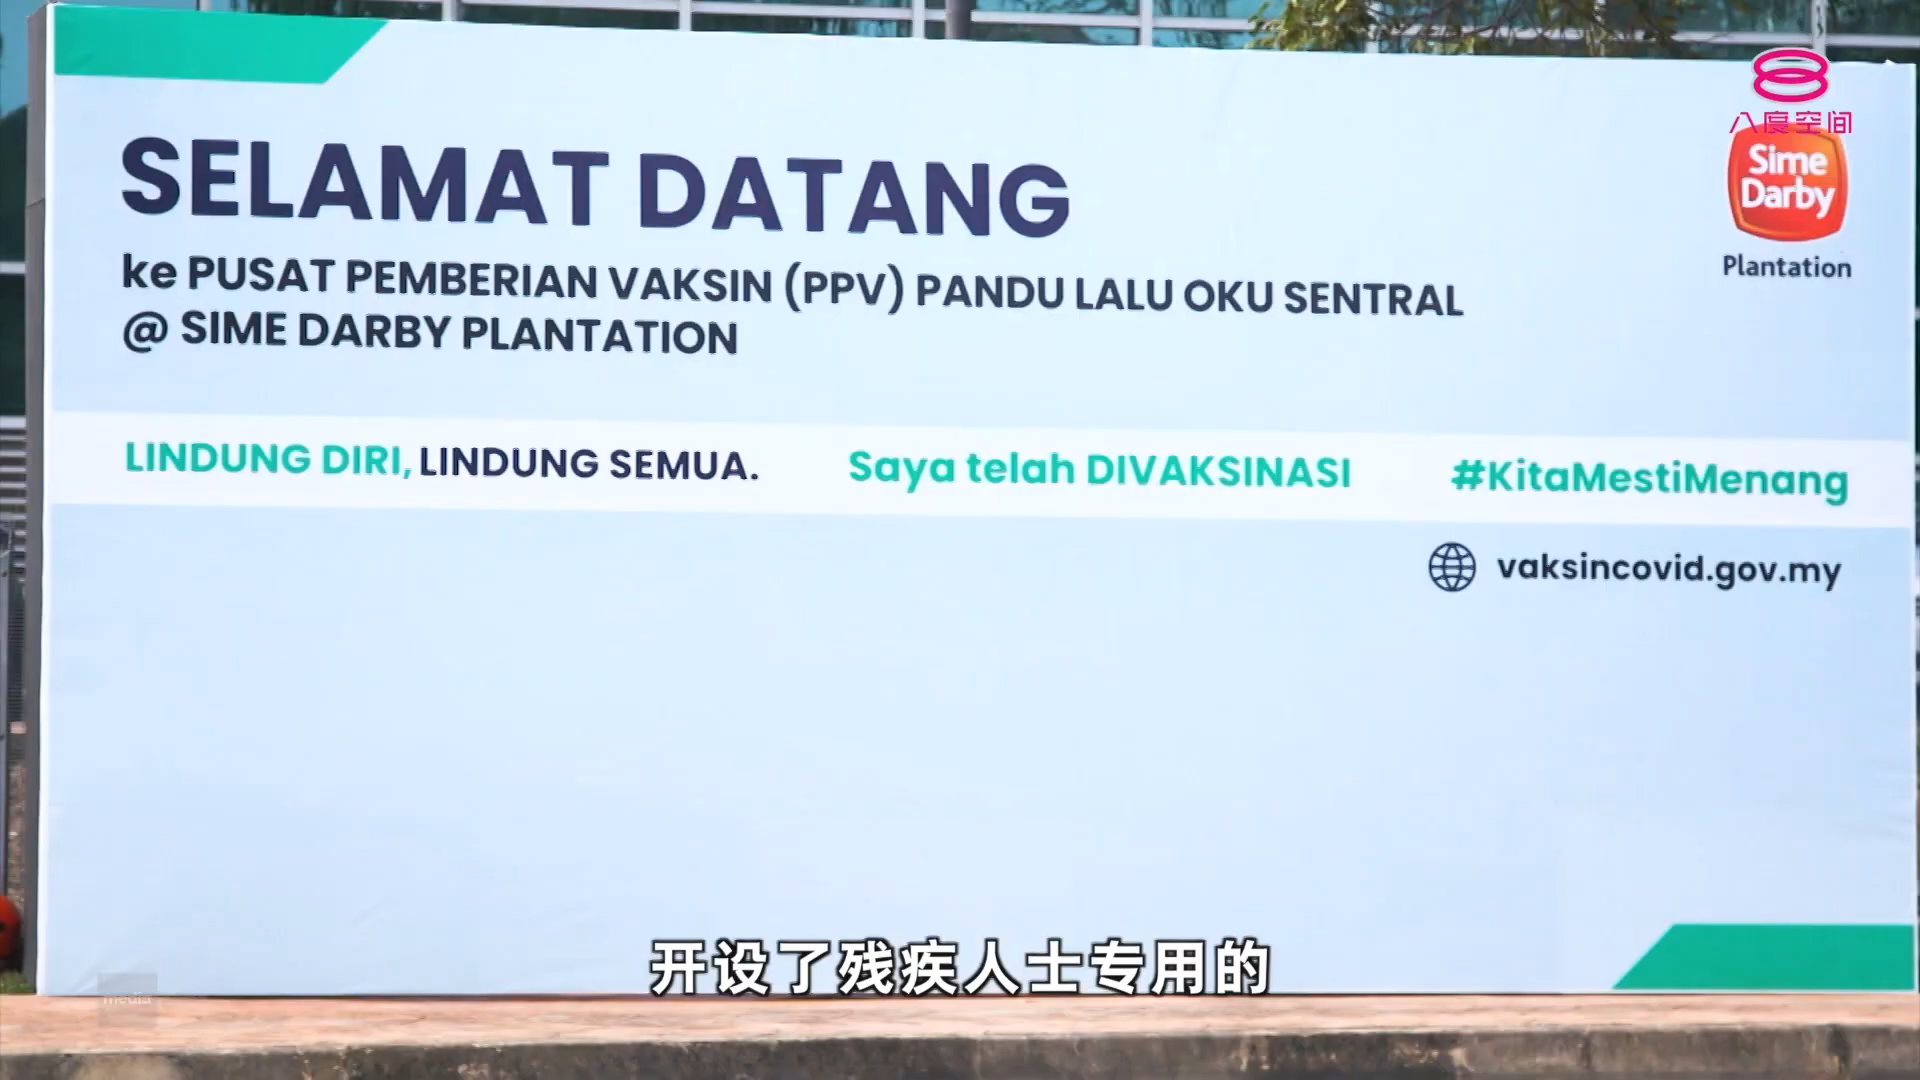 八度空间
Sime
Darby
Plantation
SELAMAT DATANG
ke PUSAT PEMBERIAN VAKSIN (PPV) PANDU LALU OKU SENTRAL
@ SIME DARBY PLANTATION
LINDUNG DIRI, LINDUNG SEMUA. Saya telah DIVAKSINASI #KitaMestiMenang
vaksincovid.gov.my
开设了残疾人士专用的
media